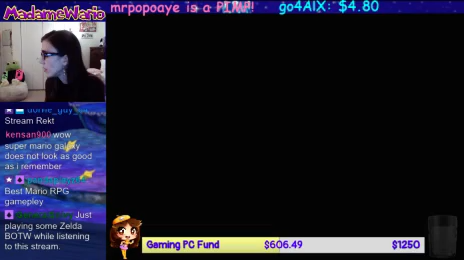 MadameWario
mrpopoaye is a PIMP!
go4AIX: $4.80
Stream Rekt
kensan900 wow
super mario galaxy
does not look as good
as i remember
Best Mario RPG
gamepley
Just
playing some Zelda
BOTW while listening
to this stream.
Gaming PC Fund $606.49 $1250